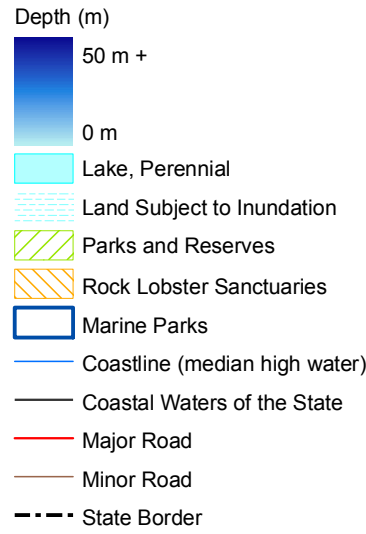 Depth (m)
50 m +
0 m
Lake, Perennial
Land Subject to Inundation
Parks and Reserves
Rock Lobster Sanctuaries
Marine Parks
Coastline (median high water)
Coastal Waters of the State
Major Road
Minor Road
State Border